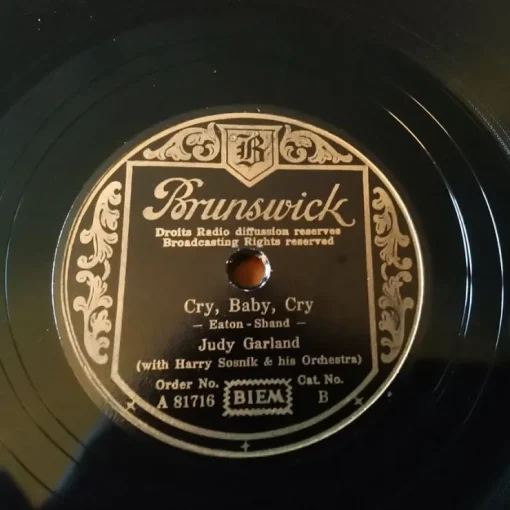 B
Brunswick
Droits Radio diffussion reserves
Broadcasting Rights reserved
Cry, Baby, Cry
- Eaton - Shand -
Judy Garland
(with Harry Sosnik & his Orchestra)
Order No. Cat. No.
A 81716 BIEM B